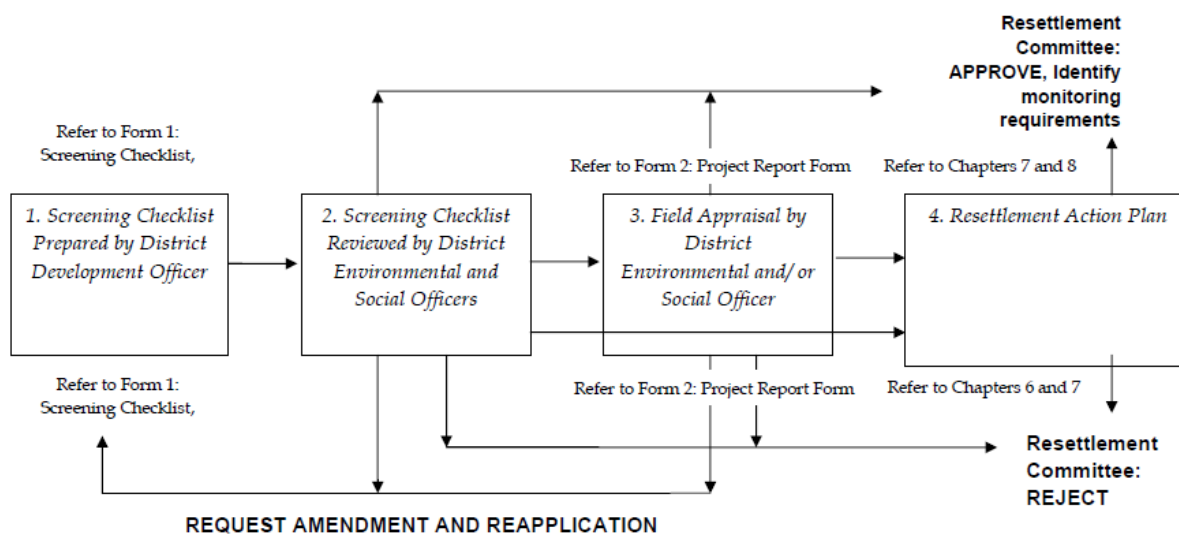 Resettlement
Committee:
APPROVE, Identify
monitoring
requirements
Refer to Form 1:
Screening Checklist,
Refer to Form 2: Project Report Form
Refer to Chapters 7 and 8
1. Screening Checklist
Prepared by District
Development Officer
2. Screening Checklist
Reviewed by District
Environmental and
Social Officers
3. Field Appraisal by
District
Environmental and/ or
Social Officer
4. Resettlement Action Plan
Refer to Form 1:
Screening Checklist,
Refer to Form 2: Project Report Form
Refer to Chapters 6 and 7
Resettlement
Committee:
REJECT
REQUEST AMENDMENT AND REAPPLICATION